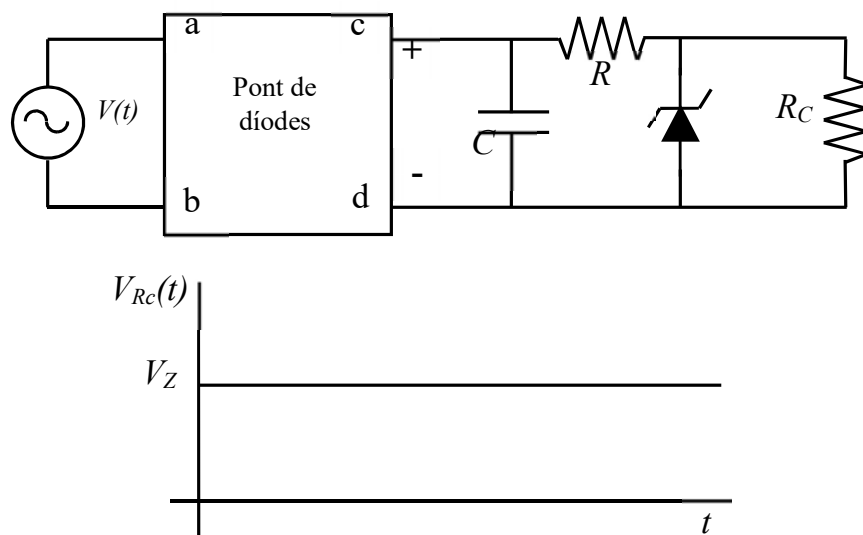 a c
+
V(t)
Pont de
díodes
R
C
R_C
-
b d
V_Rc(t)
V_Z
t